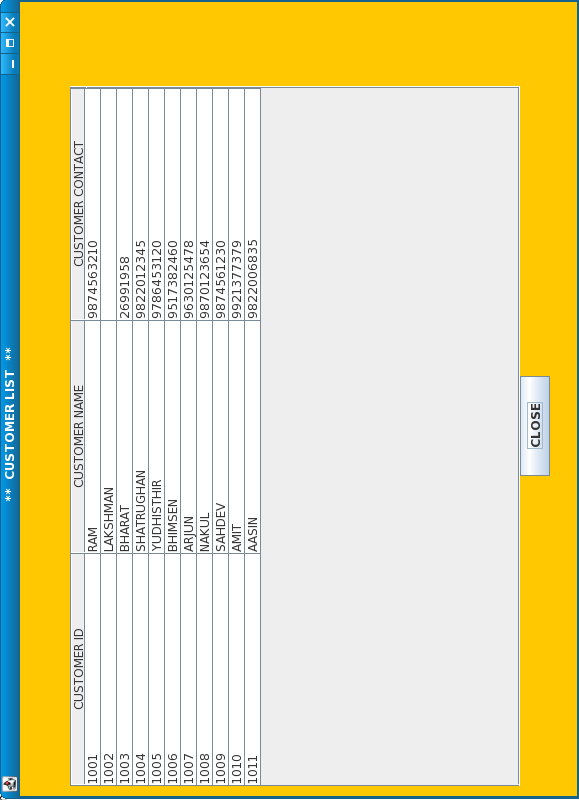 ** CUSTOMER LIST **
CUSTOMER ID CUSTOMER NAME CUSTOMER CONTACT
1001 RAM 9874563210
1002 LAKSHMAN
1003 BHARAT 26991958
1004 SHATRUGHAN 9822012345
1005 YUDHISTHIR 9786453120
1006 BHIMSEN 9517382460
1007 ARJUN 9630125478
1008 NAKUL 9870123654
1009 SAHDEV 9874561230
1010 AMIT 9921377379
1011 AASIN 9822006835
CLOSE